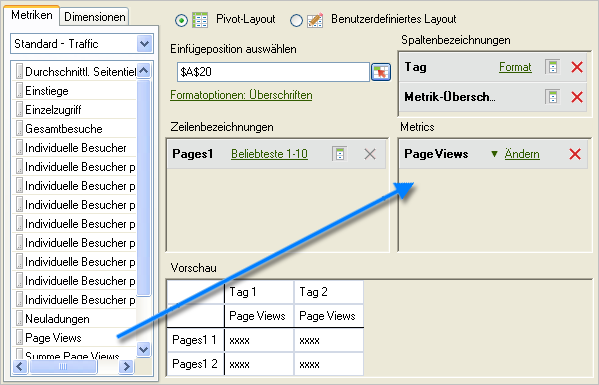 Metriken
Dimensionen
Standard - Traffic
Durchschnittl. Seitentiel
Einstiege
Einzelzugriff
Gesamtbesuche
Individuelle Besucher
Individuelle Besucher p
Individuelle Besucher p
Individuelle Besucher p
Individuelle Besucher p
Individuelle Besucher p
Individuelle Besucher p
Individuelle Besucher p
Individuelle Besucher p
Neuladungen
Page Views
Summe Page Views
Pivot-Layout
Benutzerdefiniertes Layout
Einfügeposition auswählen
$A$20
Formatoptionen: Überschriften
Spaltenbezeichnungen
Tag Format
Metrik-Übersch...
Zeilenbezeichnungen
Pages1 Beliebteste 1-10
Metrics
Page Views Ändern
Vorschau
Tag 1 Tag 2
Page Views Page Views
Pages1 1 xxxx xxxx
Pages1 2 xxxx xxxx